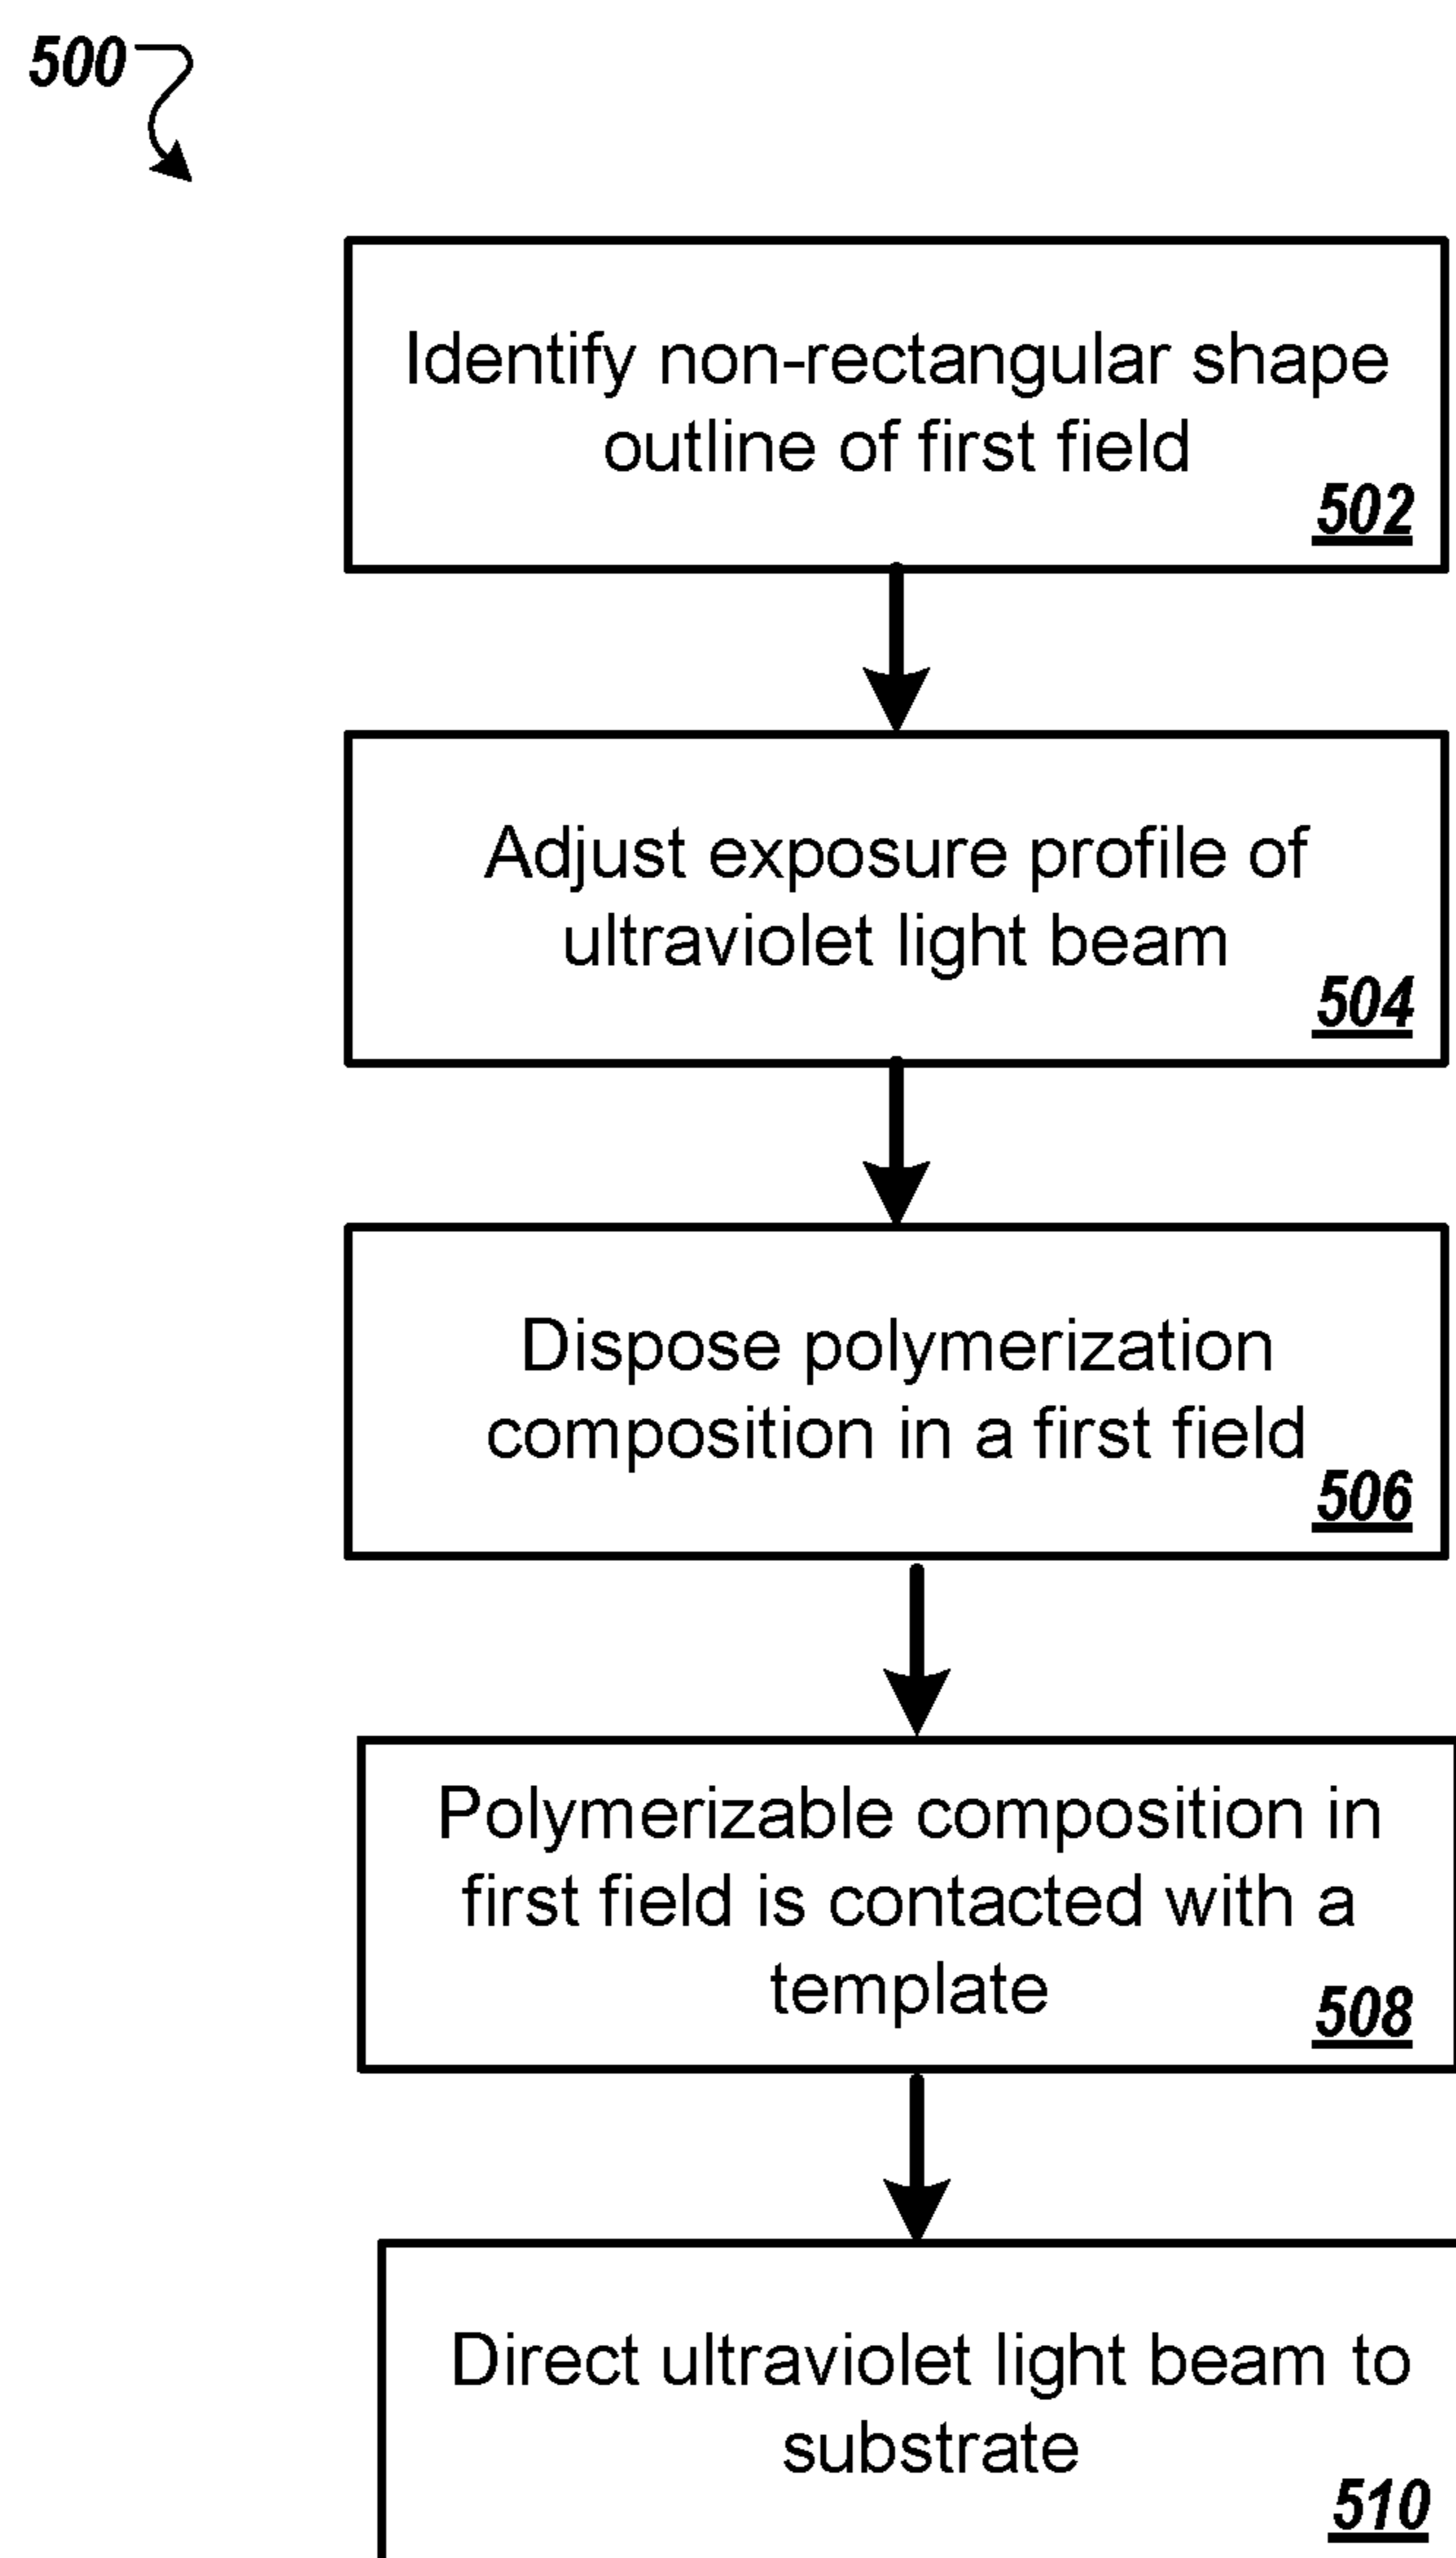 500
Identify non-rectangular shape
outline of first field
502
Adjust exposure profile of
ultraviolet light beam
504
Dispose polymerization
composition in a first field
506
Polymerizable composition in
first field is contacted with a
template
508
Direct ultraviolet light beam to
substrate
510